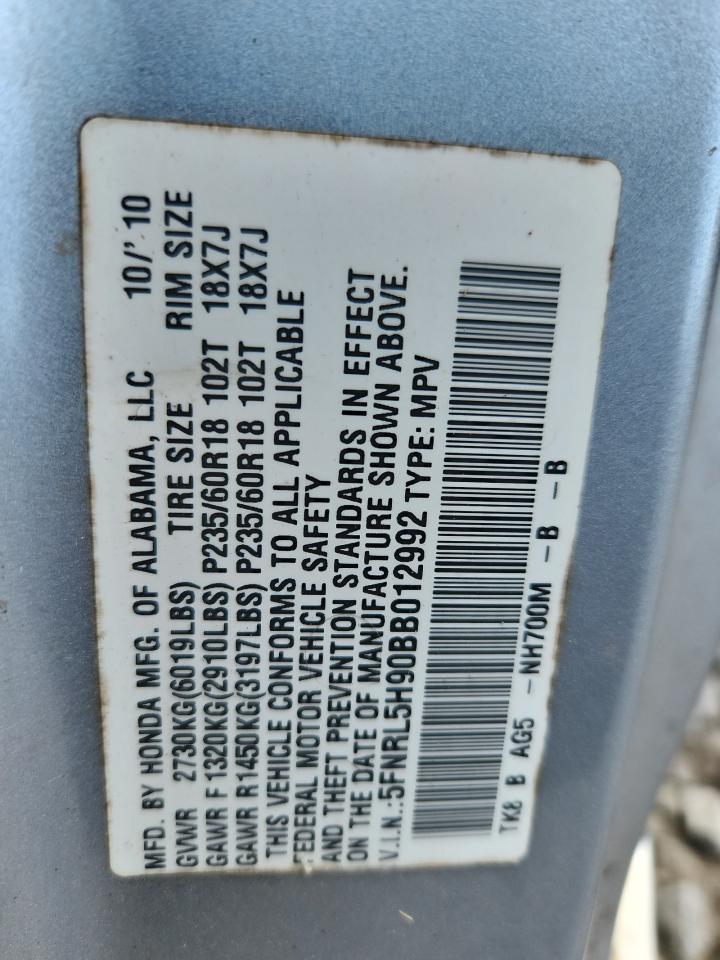 MFD. BY HONDA MFG. OF ALABAMA, LLC 10/' 10
GVWR 2730KG(6019LBS) TIRE SIZE RIM SIZE
GAWR F 1320KG(2910LBS) P235/60R18 102T 18X7J
GAWR R1450KG(3197LBS) P235/60R18 102T 18X7J
THIS VEHICLE CONFORMS TO ALL APPLICABLE
FEDERAL MOTOR VEHICLE SAFETY
AND THEFT PREVENTION STANDARDS IN EFFECT
ON THE DATE OF MANUFACTURE SHOWN ABOVE.
V.I.N.:5FNRL5H90BB012992 TYPE: MPV
TK8 B AG5 -NH700M -B -B